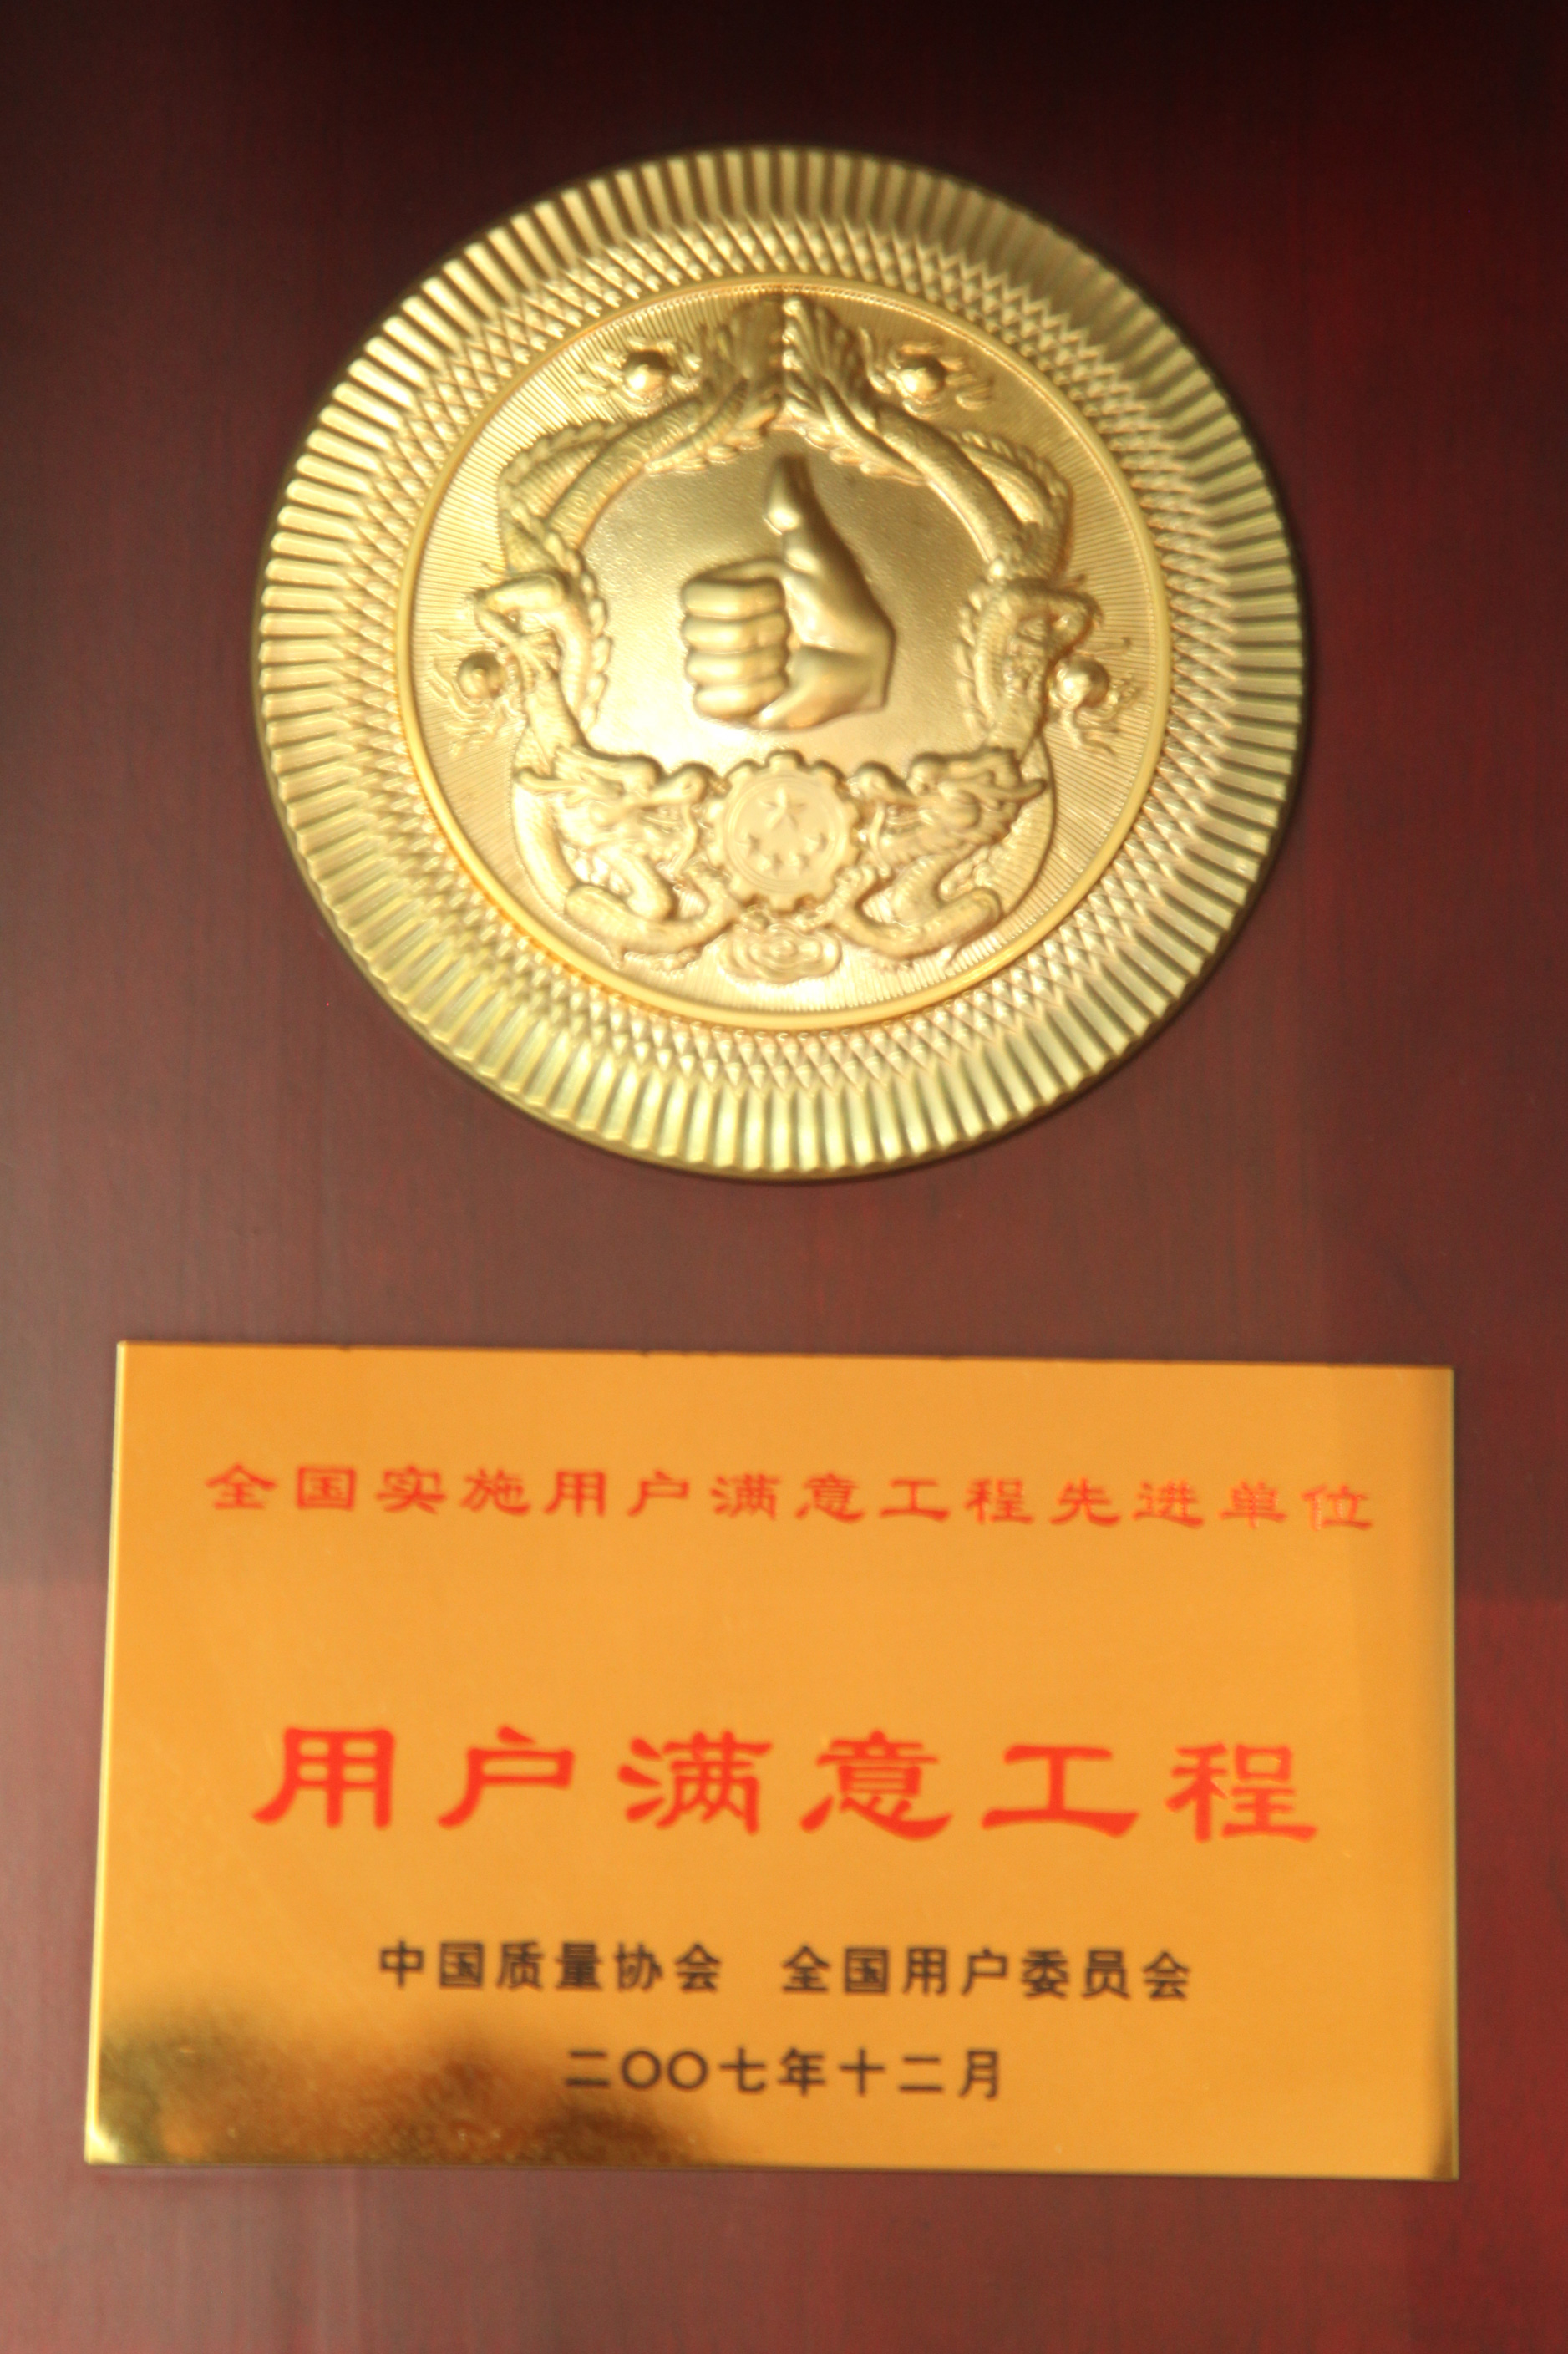 全国实施用户满意工程先进单位
用户满意工程
中国质量协会 全国用户委员会
二〇〇七年十二月